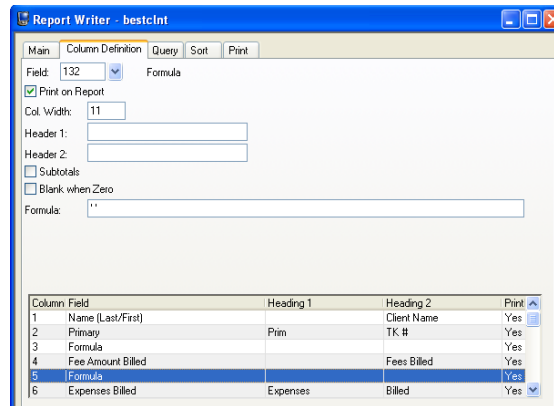 Report Writer - bestclnt
Main Column Definition Query Sort Print
Field: 132 Formula
Print on Report
Col. Width: 11
Header 1:
Header 2:
Subtotals
Blank when Zero
Formula: ' '
Column Field Heading 1 Heading 2 Print
1 Name (Last/First) Client Name Yes
2 Primary Prim TK # Yes
3 Formula Yes
4 Fee Amount Billed Fees Billed Yes
5 Formula Yes
6 Expenses Billed Expenses Billed Yes